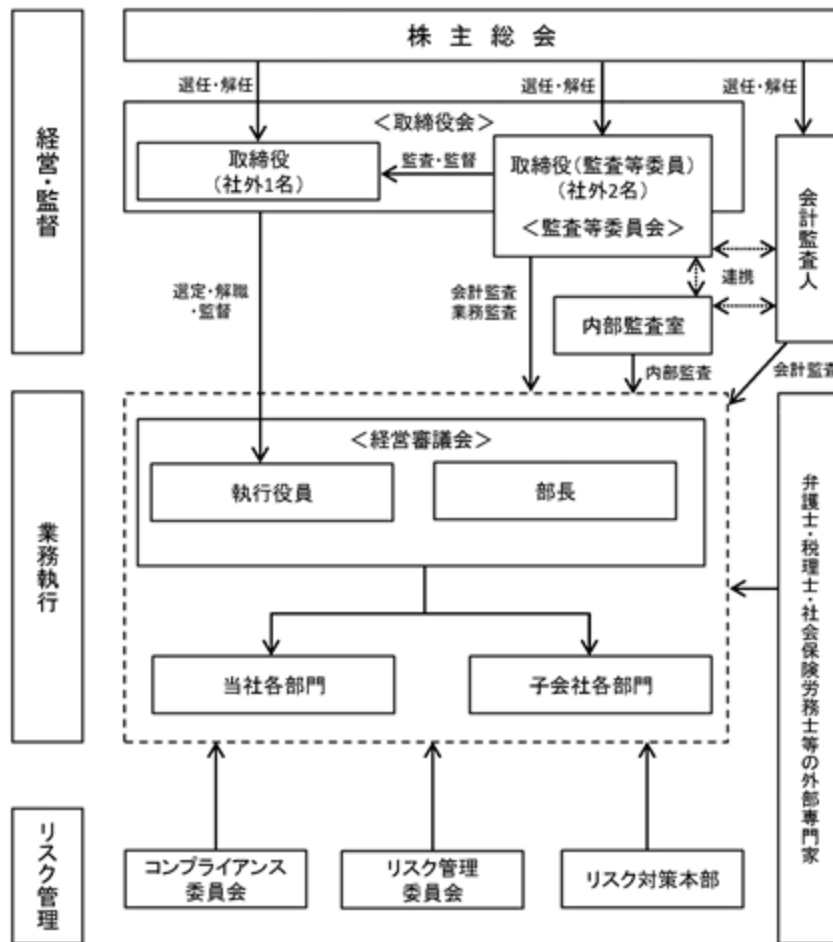 株主総会
経営・監督
選任・解任
選任・解任
選任・解任
＜取締役会＞
取締役
（社外1名）
監査・監督
取締役（監査等委員）
（社外2名）
＜監査等委員会＞
会計監査人
連携
選定・解職
・監督
会計監査
業務監査
内部監査室
内部監査
会計監査
業務執行
＜経営審議会＞
執行役員
部長
当社各部門
子会社各部門
弁護士・税理士・社会保険労務士等の外部専門家
リスク管理
コンプライアンス
委員会
リスク管理
委員会
リスク対策本部